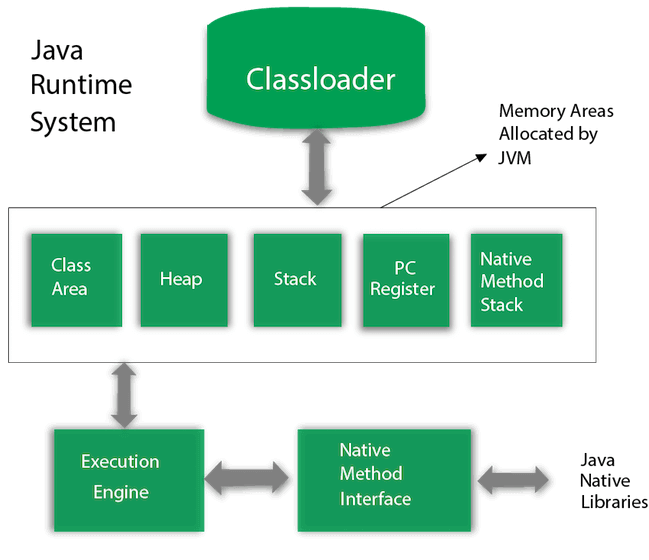 Java
Runtime
System
Classloader
Memory Areas
Allocated by
JVM
Class
Area
Heap
Stack
PC
Register
Native
Method
Stack
Execution
Engine
Native
Method
Interface
Java
Native
Libraries